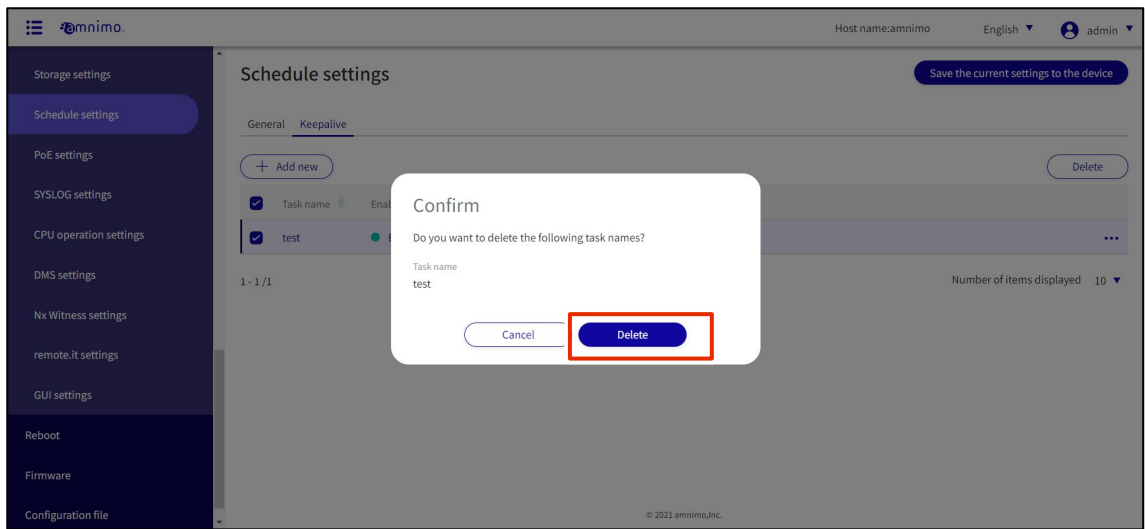 amnimo.
Host name:amnimo
English
admin
Storage settings
Schedule settings
PoE settings
SYSLOG settings
CPU operation settings
DMS settings
Nx Witness settings
remote.it settings
GUI settings
Reboot
Firmware
Configuration file
Schedule settings
Save the current settings to the device
General Keepalive
+ Add new
Delete
Task name
test
1 - 1 /1
Number of items displayed 10
Confirm
Do you want to delete the following task names?
Task name
test
Cancel
Delete
© 2021 amnimo,Inc.